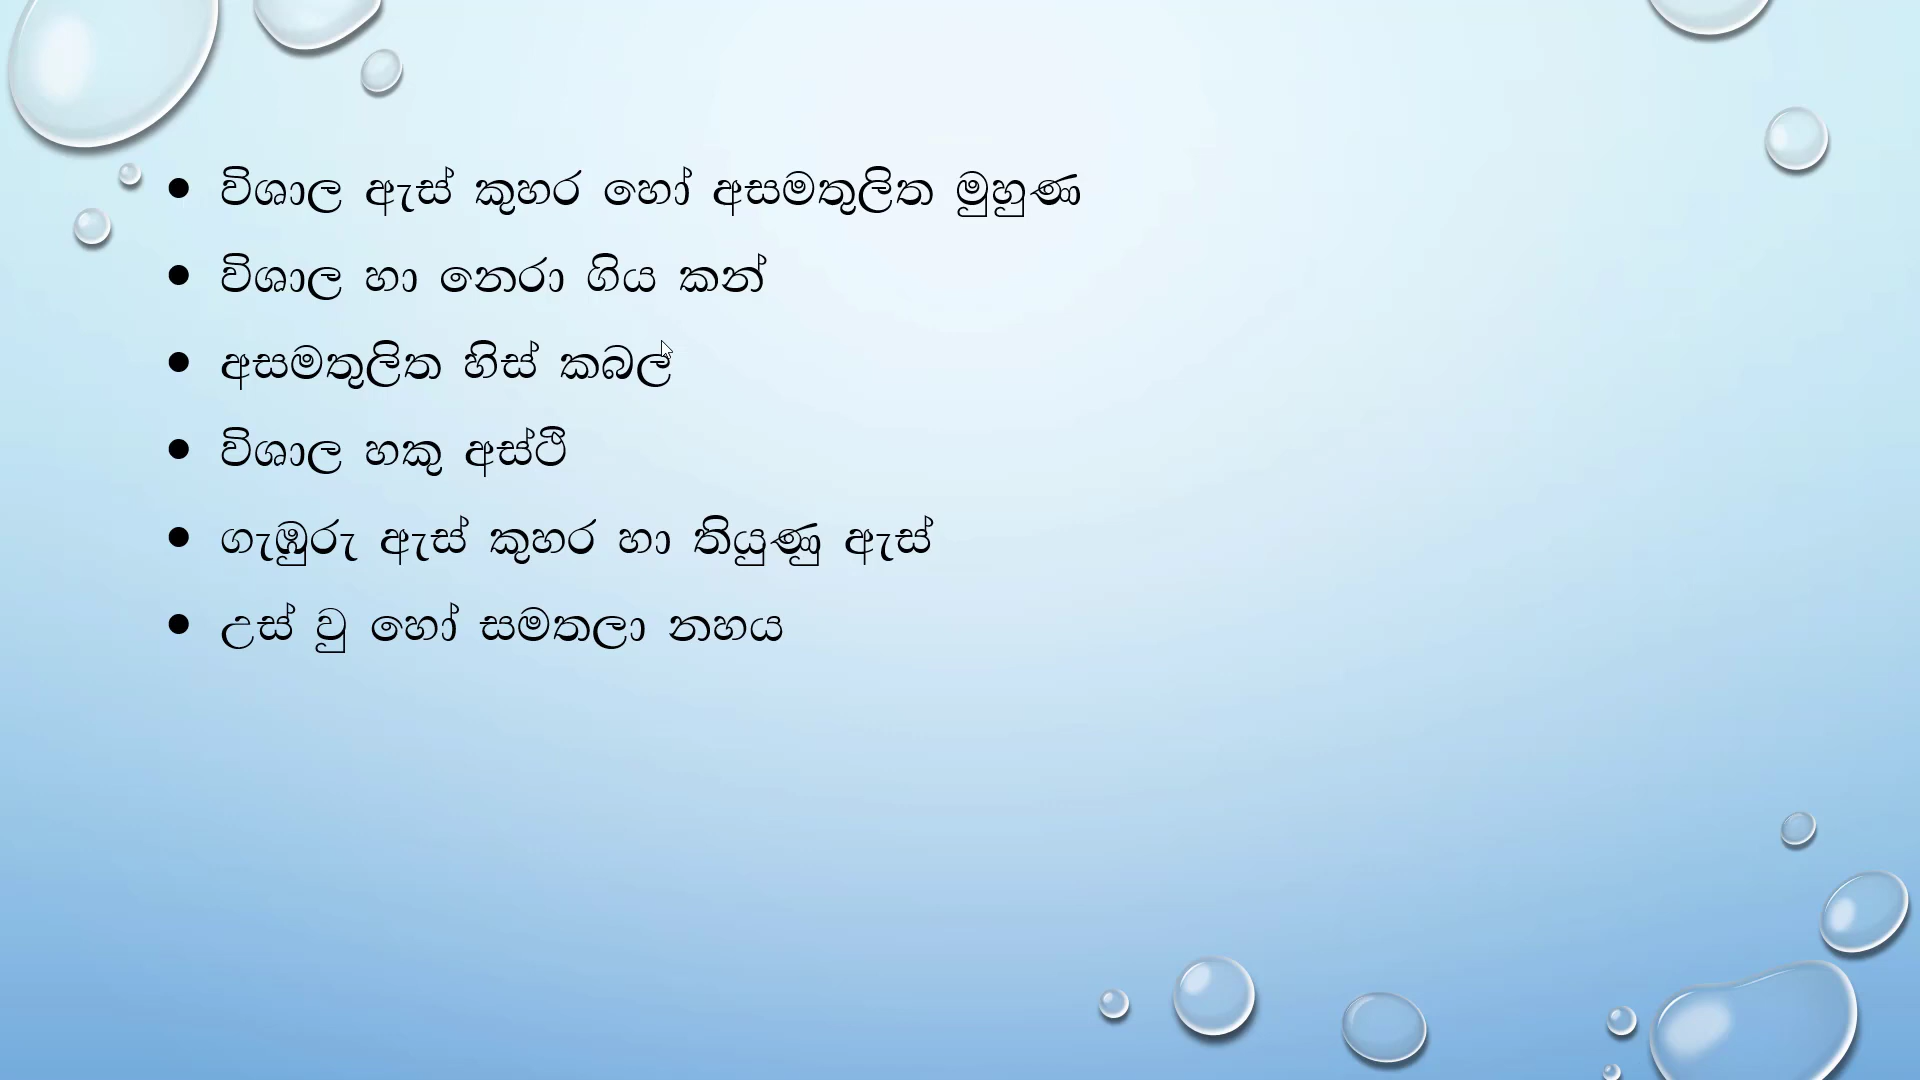 • විශාල ඇස් කුහර හෝ අසමතුලිත මුහුණ
• විශාල හා නෙරා ගිය කන්
• අසමතුලිත හිස් කබල්
• විශාල හකු අස්ථි
• ගැඹුරු ඇස් කුහර හා තියුණු ඇස්
• උස් වු හෝ සමතලා නහය